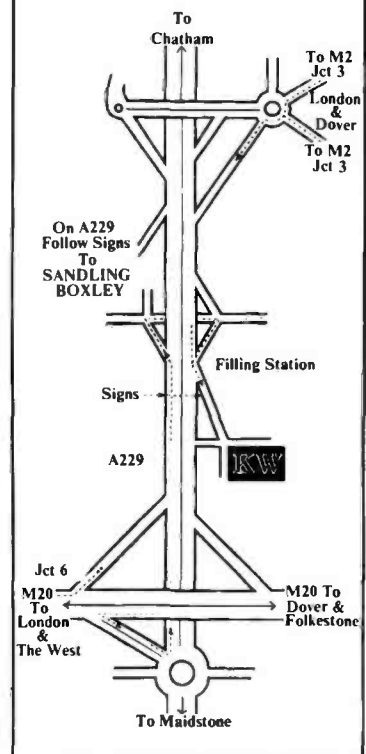 To
Chatham
To M2
Jct 3
London
&
Dover
To M2
Jct 3
On A229
Follow Signs
To
SANDLING
BOXLEY
Filling Station
Signs
A229
KW
Jct 6
M20
To
London
&
The West
M20 To
Dover &
Folkestone
To Maidstone